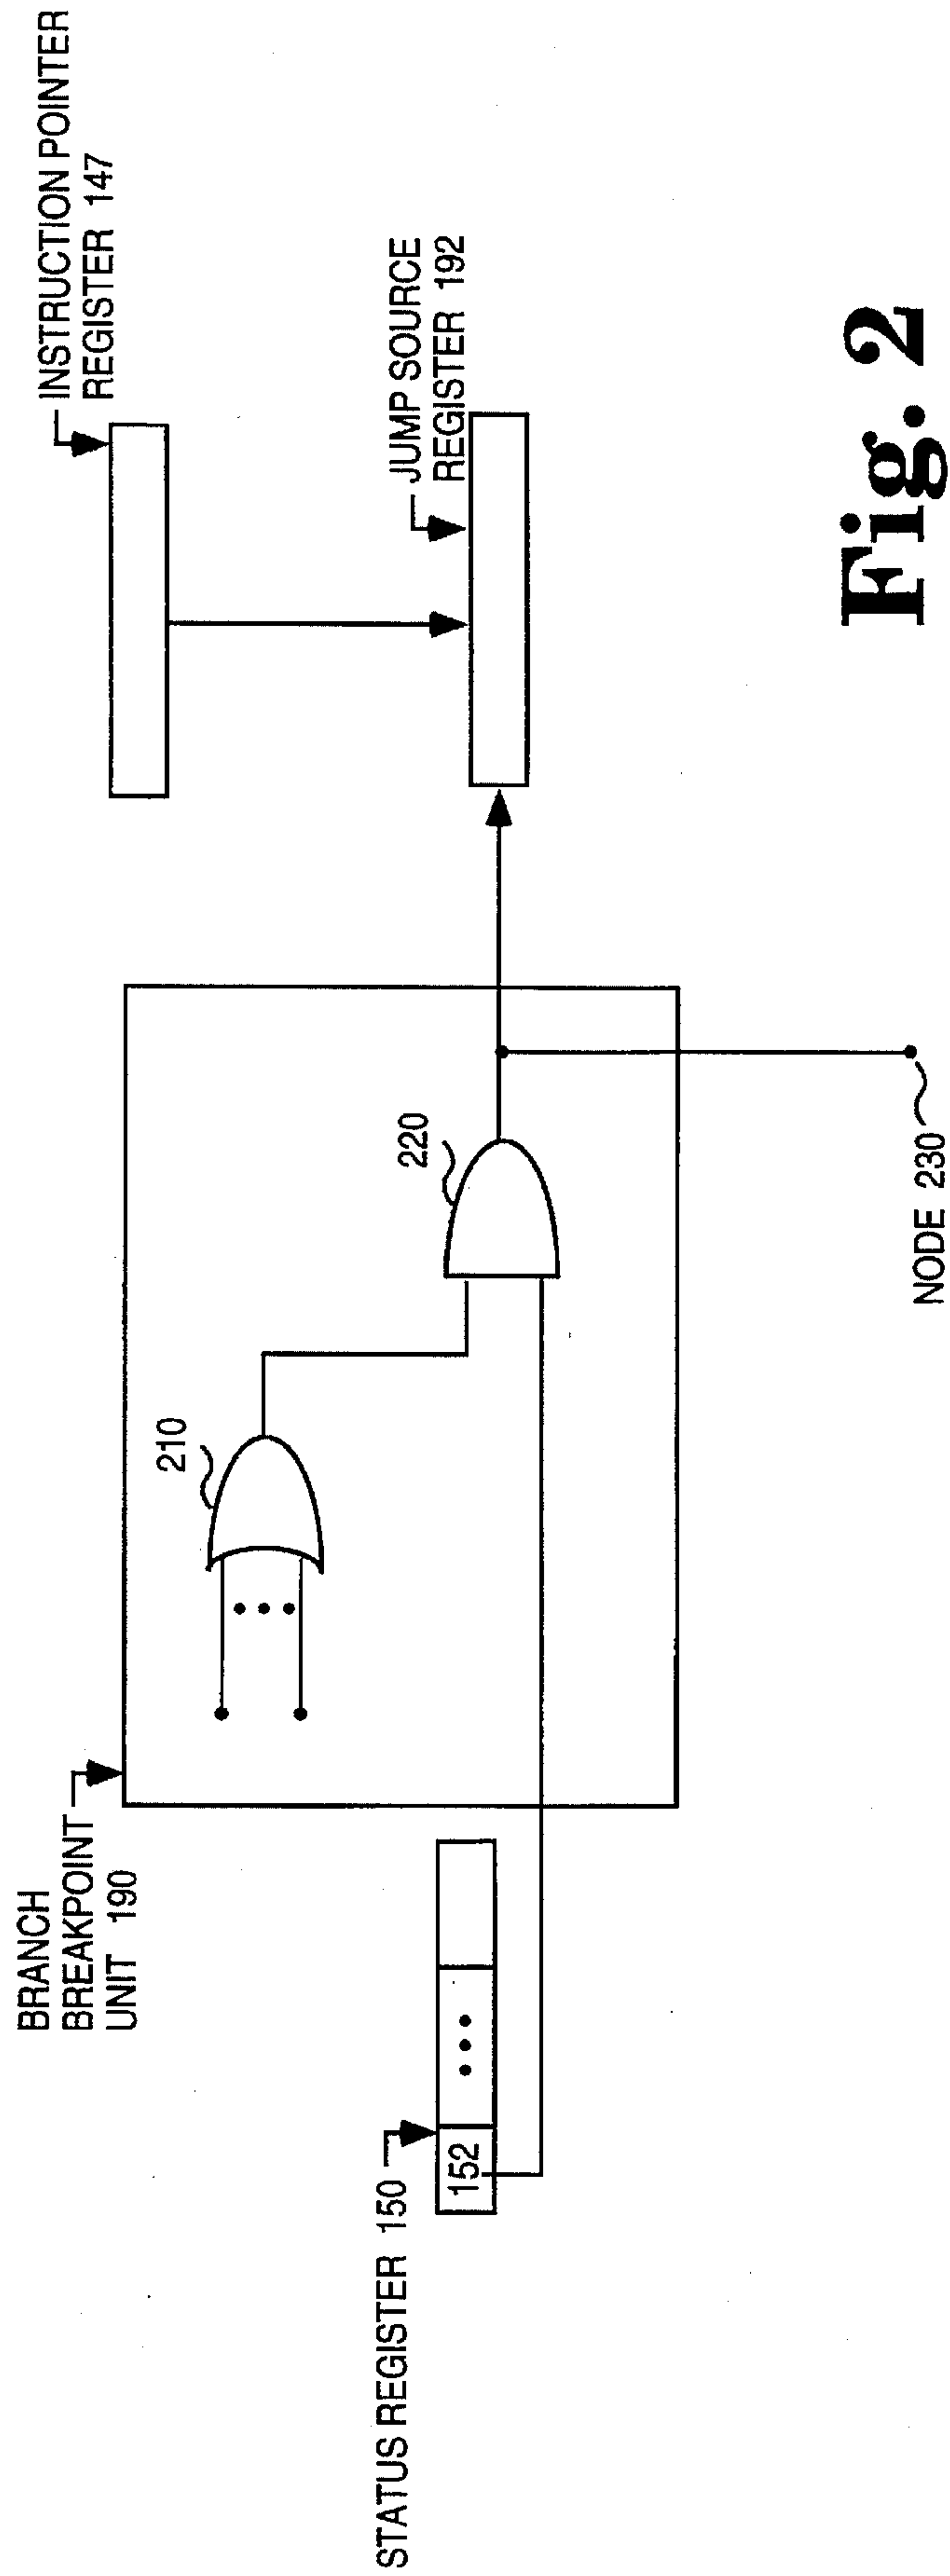 BRANCH
BREAKPOINT
UNIT 190
INSTRUCTION POINTER
REGISTER 147
210
STATUS REGISTER 150
152
220
JUMP SOURCE
REGISTER 192
NODE 230
Fig. 2